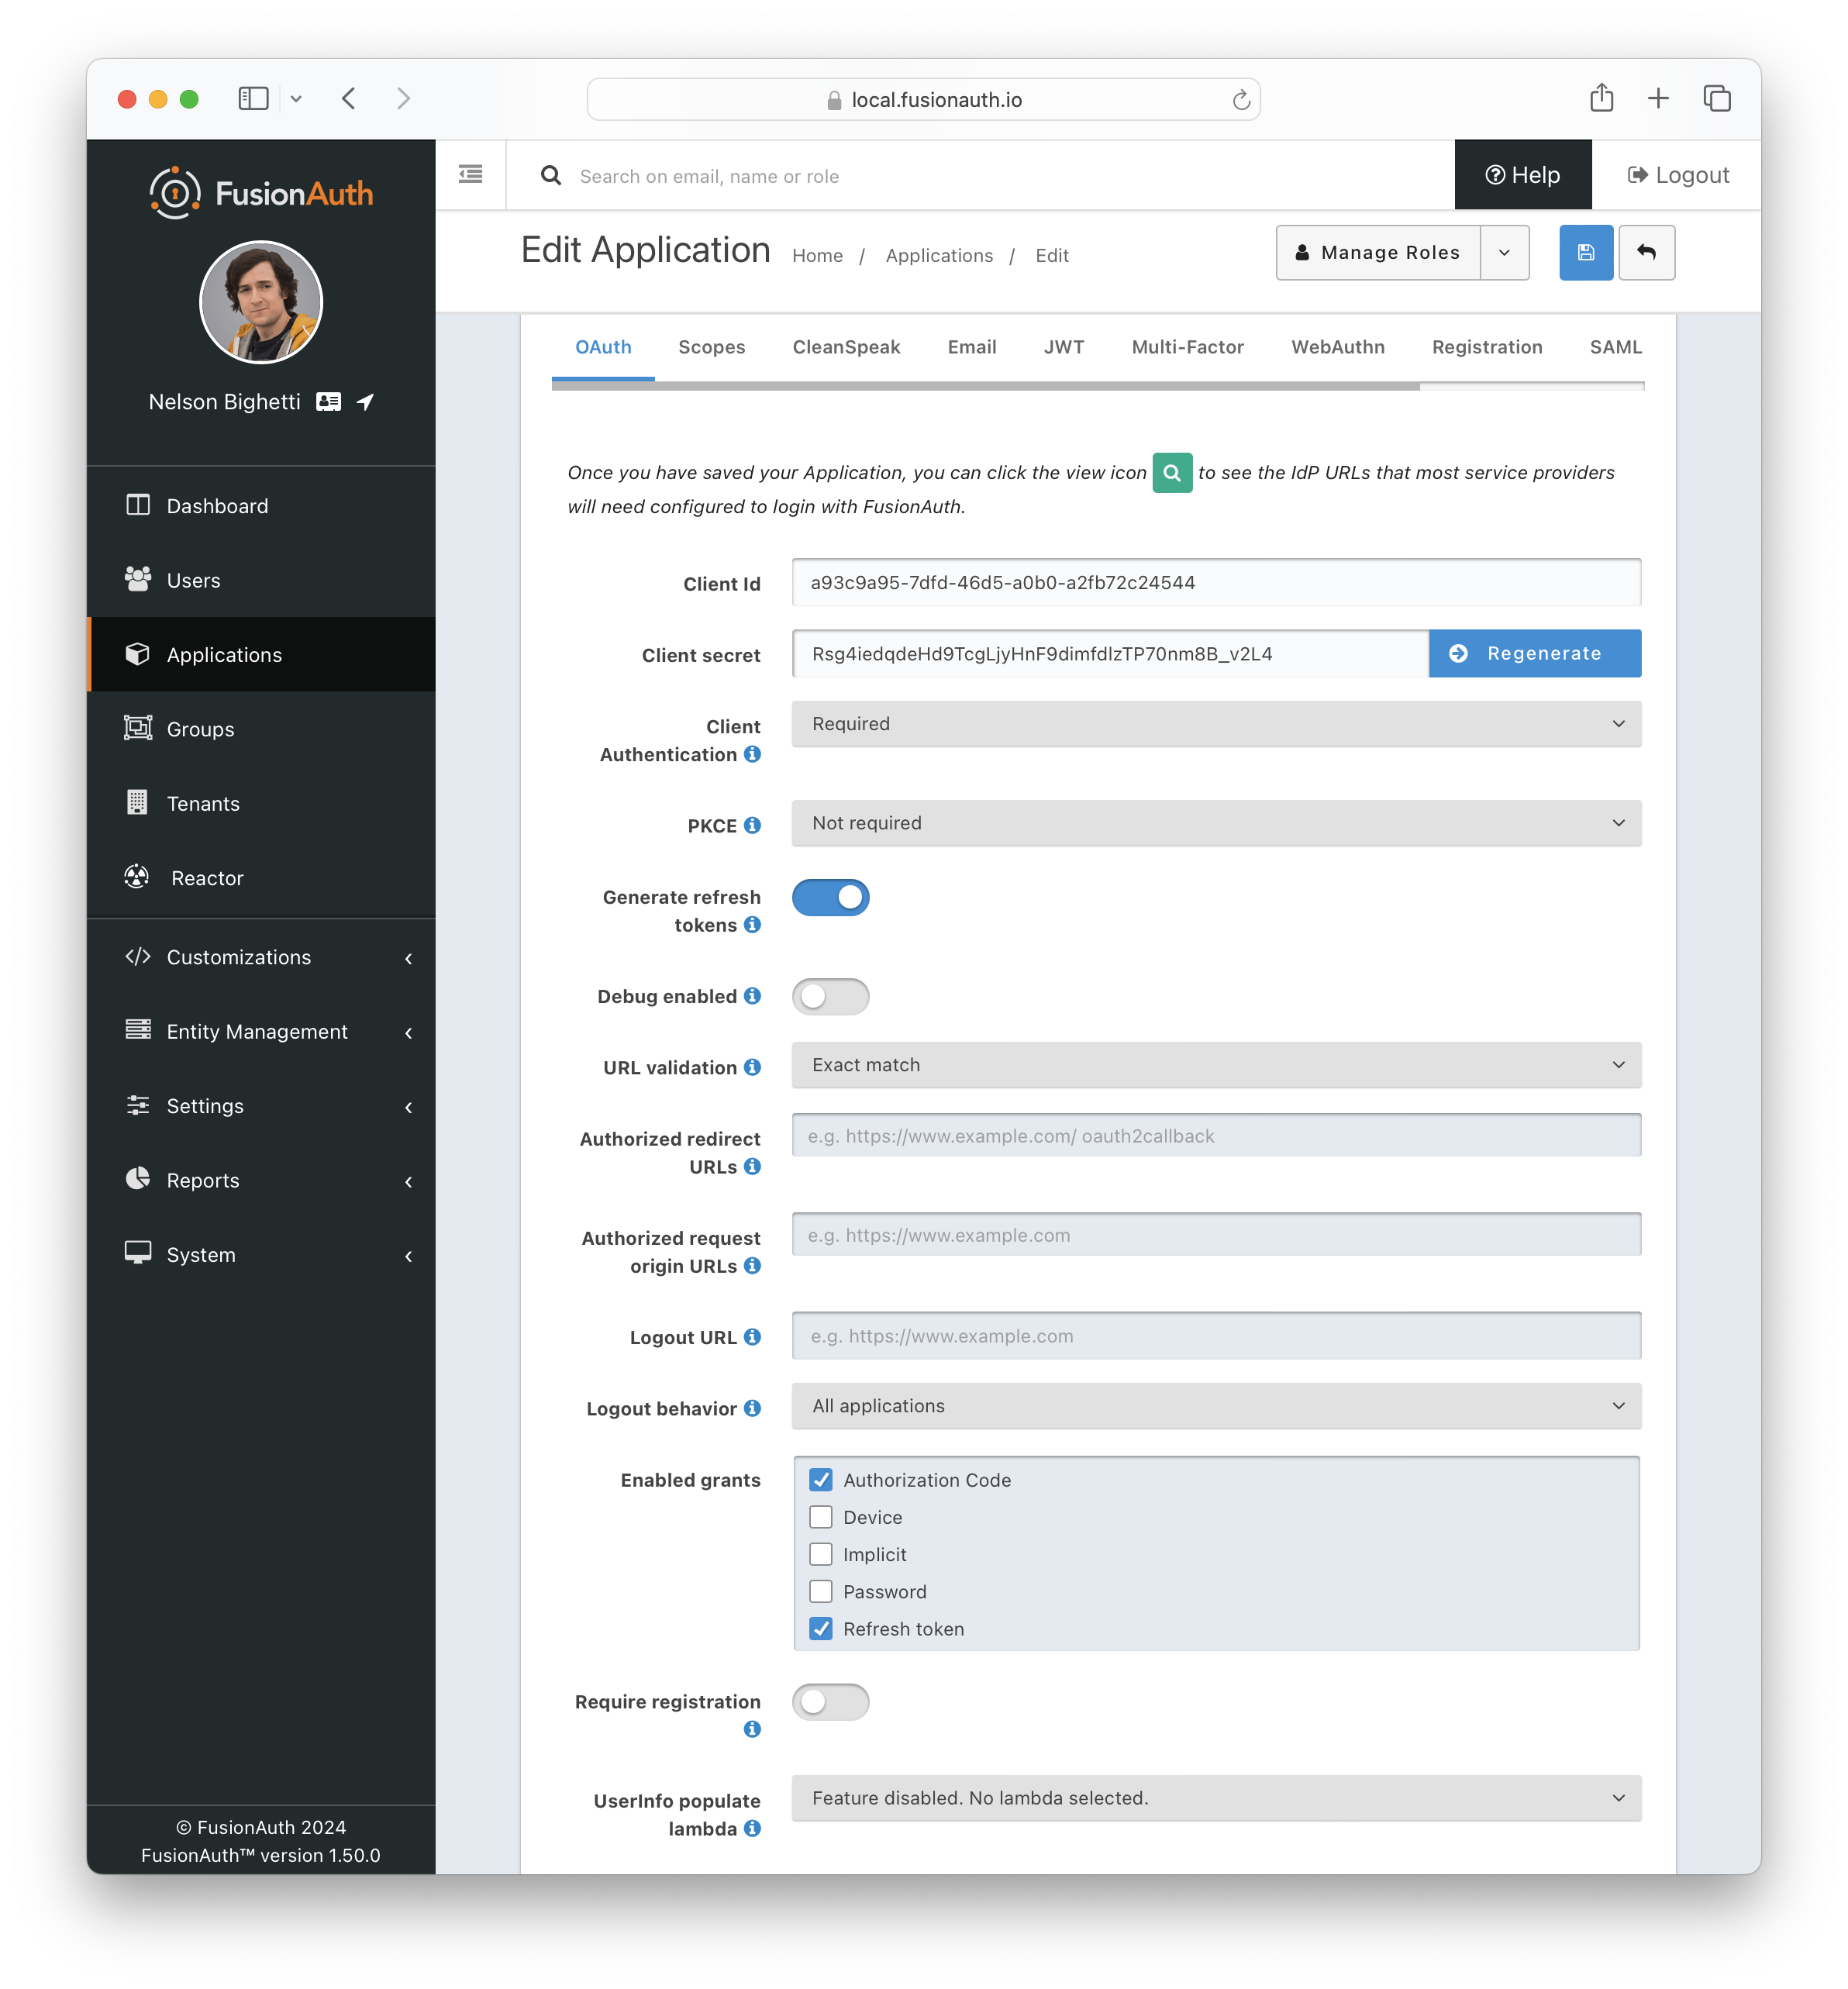 local.fusionauth.io
FusionAuth
Search on email, name or role
Help
Logout
Edit Application
Home / Applications / Edit
Manage Roles
Nelson Bighetti
Dashboard
Users
Applications
Groups
Tenants
Reactor
Customizations
Entity Management
Settings
Reports
System
© FusionAuth 2024
FusionAuth™ version 1.50.0
OAuth Scopes CleanSpeak Email JWT Multi-Factor WebAuthn Registration SAML
Once you have saved your Application, you can click the view icon to see the IdP URLs that most service providers
will need configured to login with FusionAuth.
Client Id
a93c9a95-7dfd-46d5-a0b0-a2fb72c24544
Client secret
Rsg4iedqdeHd9TcgLjyHnF9dimfdlzTP70nm8B_v2L4
Regenerate
Client
Authentication
Required
PKCE
Not required
Generate refresh
tokens
Debug enabled
URL validation
Exact match
Authorized redirect
URLs
e.g. https://www.example.com/ oauth2callback
Authorized request
origin URLs
e.g. https://www.example.com
Logout URL
e.g. https://www.example.com
Logout behavior
All applications
Enabled grants
Authorization Code
Device
Implicit
Password
Refresh token
Require registration
UserInfo populate
lambda
Feature disabled. No lambda selected.